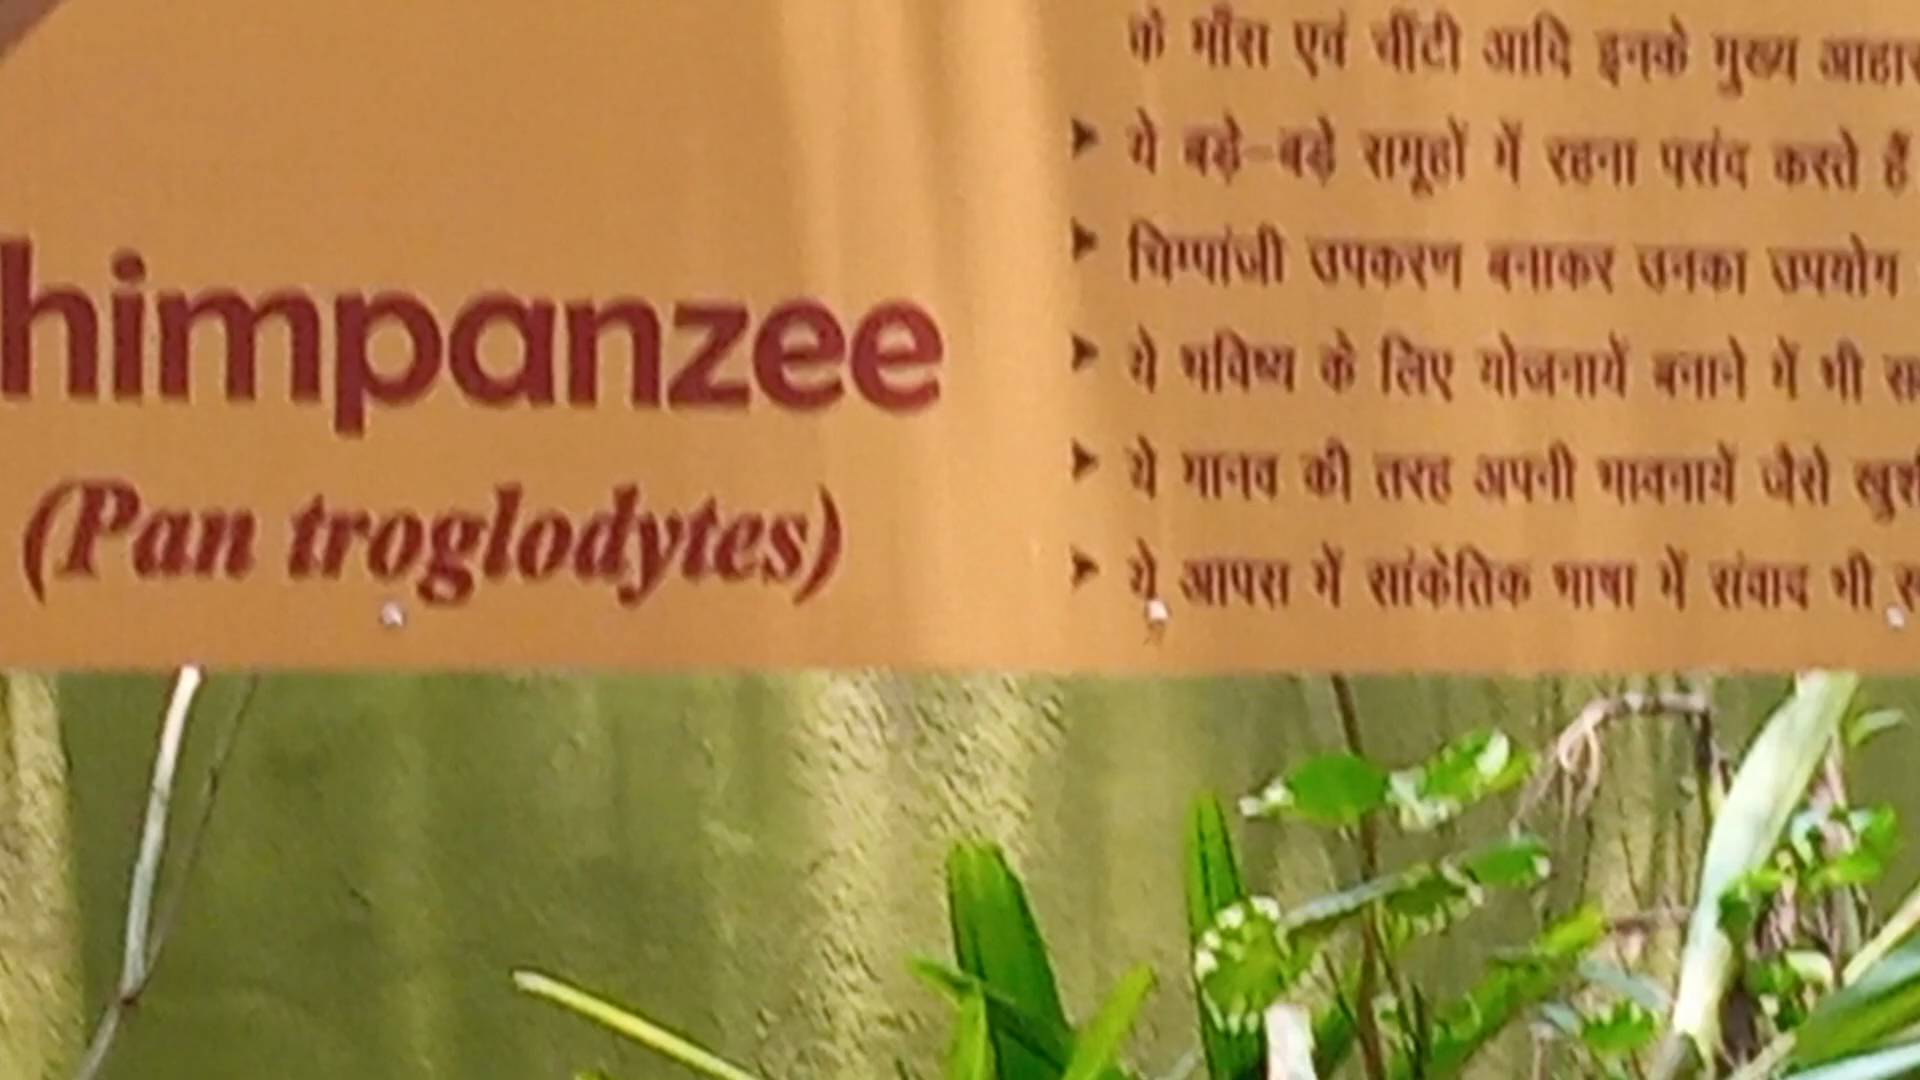 himpanzee
(Pan troglodytes)
के माँस एवं चींटी आदि इनके मुख्य
ये बड़े-बड़े समूहों में रहना पसंद करते हैं
चिम्पांजी उपकरण बनाकर उनका उपयोग
ये भविष्य के लिए योजनायें बनाने में भी
ये मानव की तरह अपनी भावनायें जैसे
ये आपस में सांकेतिक भाषा में संवाद भी